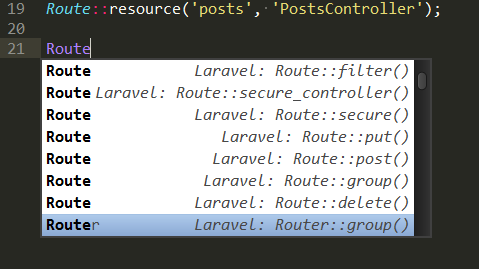 19 Route::resource('posts', 'PostsController');
20
21 Route
Route Laravel: Route::filter()
Route Laravel: Route::secure_controller()
Route Laravel: Route::secure()
Route Laravel: Route::put()
Route Laravel: Route::post()
Route Laravel: Route::group()
Route Laravel: Route::delete()
Router Laravel: Router::group()